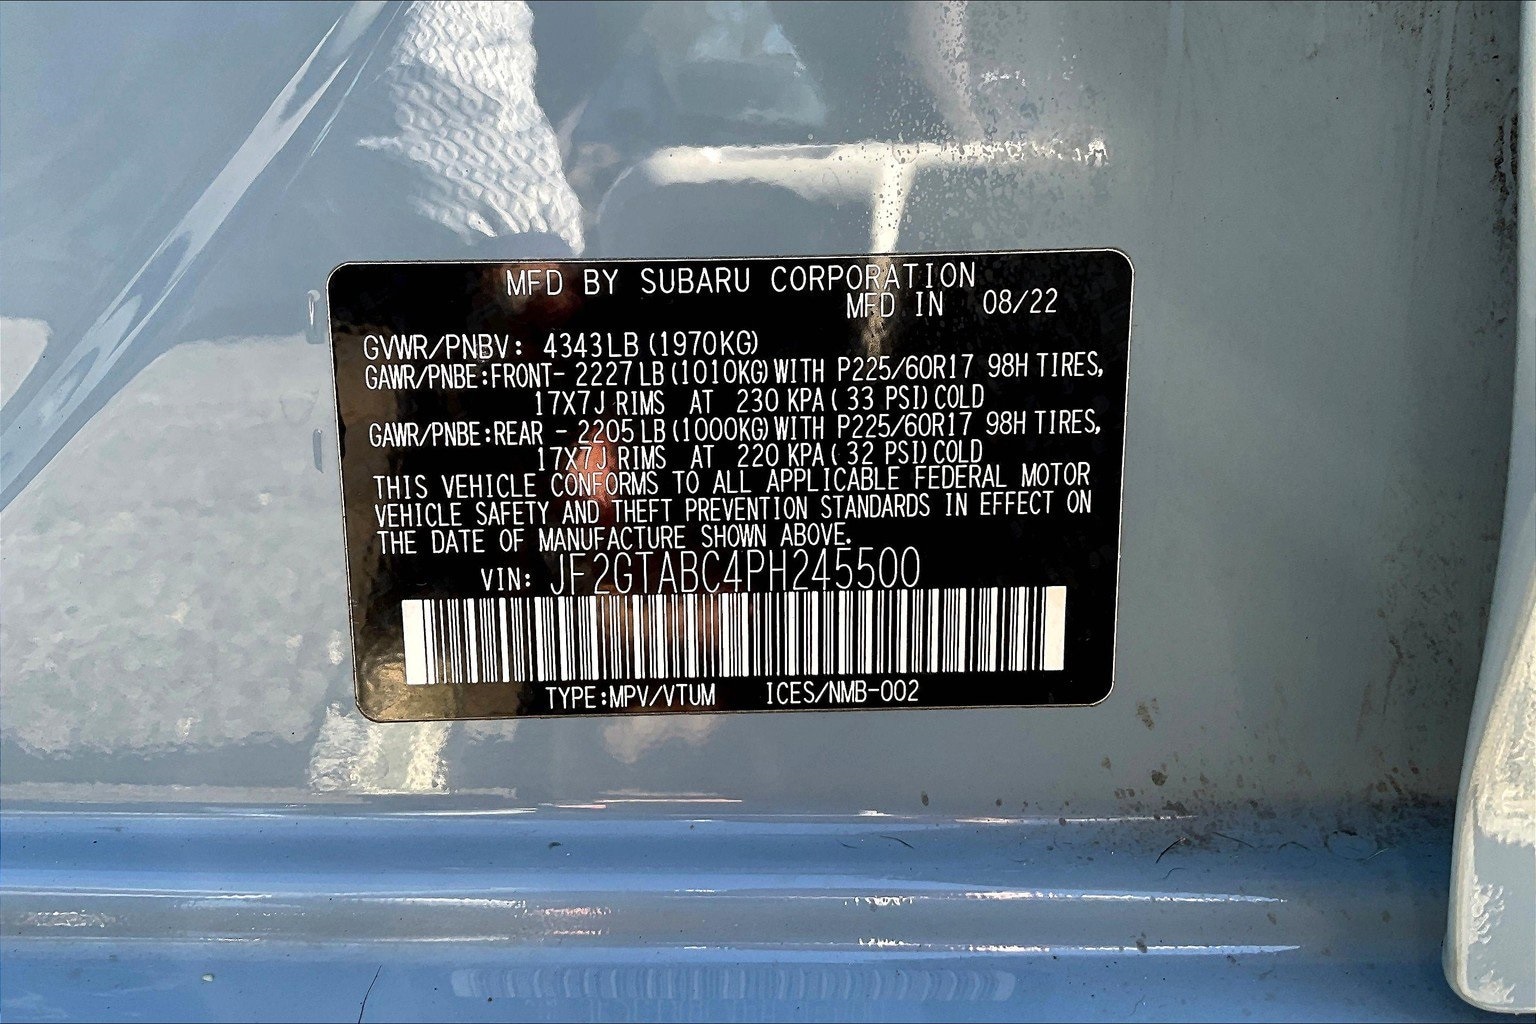 MFD BY SUBARU CORPORATION
MFD IN 08/22
GVWR/PNBV: 4343LB (1970KG)
GAWR/PNBE:FRONT- 2227LB (1010KG) WITH P225/60R17 98H TIRES,
17X7J RIMS AT 230 KPA ( 33 PSI) COLD
GAWR/PNBE:REAR - 2205LB (1000KG) WITH P225/60R17 98H TIRES,
17X7J RIMS AT 220 KPA ( 32 PSI) COLD
THIS VEHICLE CONFORMS TO ALL APPLICABLE FEDERAL MOTOR
VEHICLE SAFETY AND THEFT PREVENTION STANDARDS IN EFFECT ON
THE DATE OF MANUFACTURE SHOWN ABOVE.
VIN: JF2GTABC4PH245500
TYPE:MPV/VTUM ICES/NMB-002